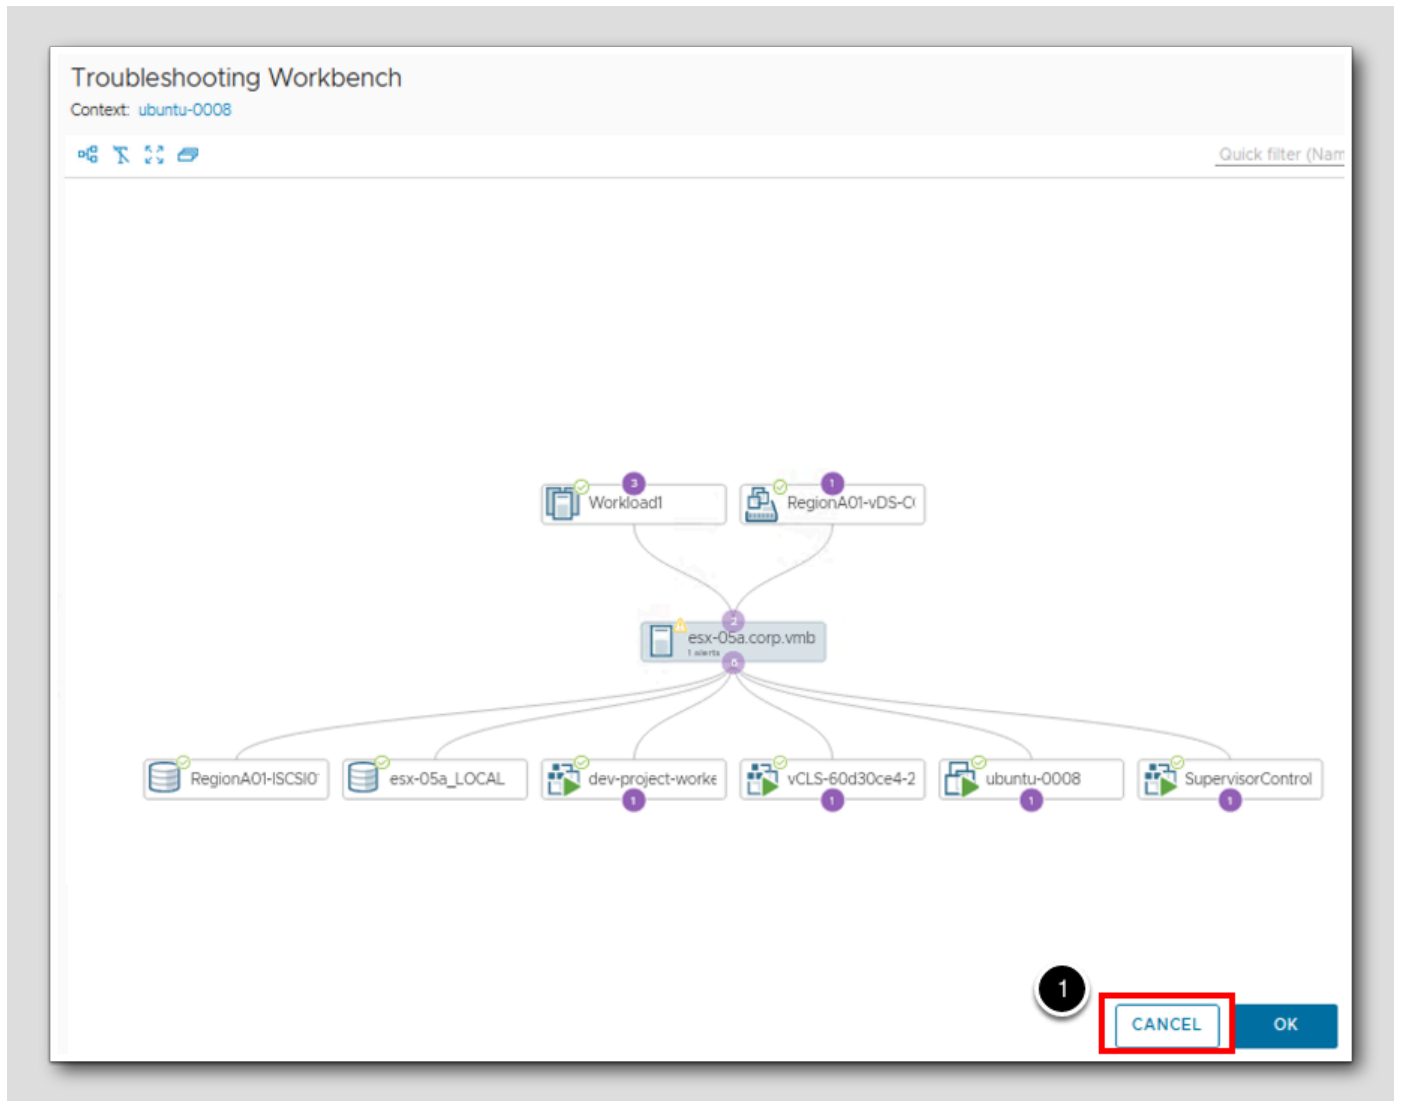 Troubleshooting Workbench
Context: ubuntu-0008
Quick filter (Nam
3
1
Workload1
RegionA01-vDS-C
2
esx-05a.corp.vmb
1 alerts
6
RegionA01-ISCSI0
esx-05a_LOCAL
dev-project-worke
vCLS-60d30ce4-2
ubuntu-0008
SupervisorControl
1
1
1
1
1
CANCEL
OK